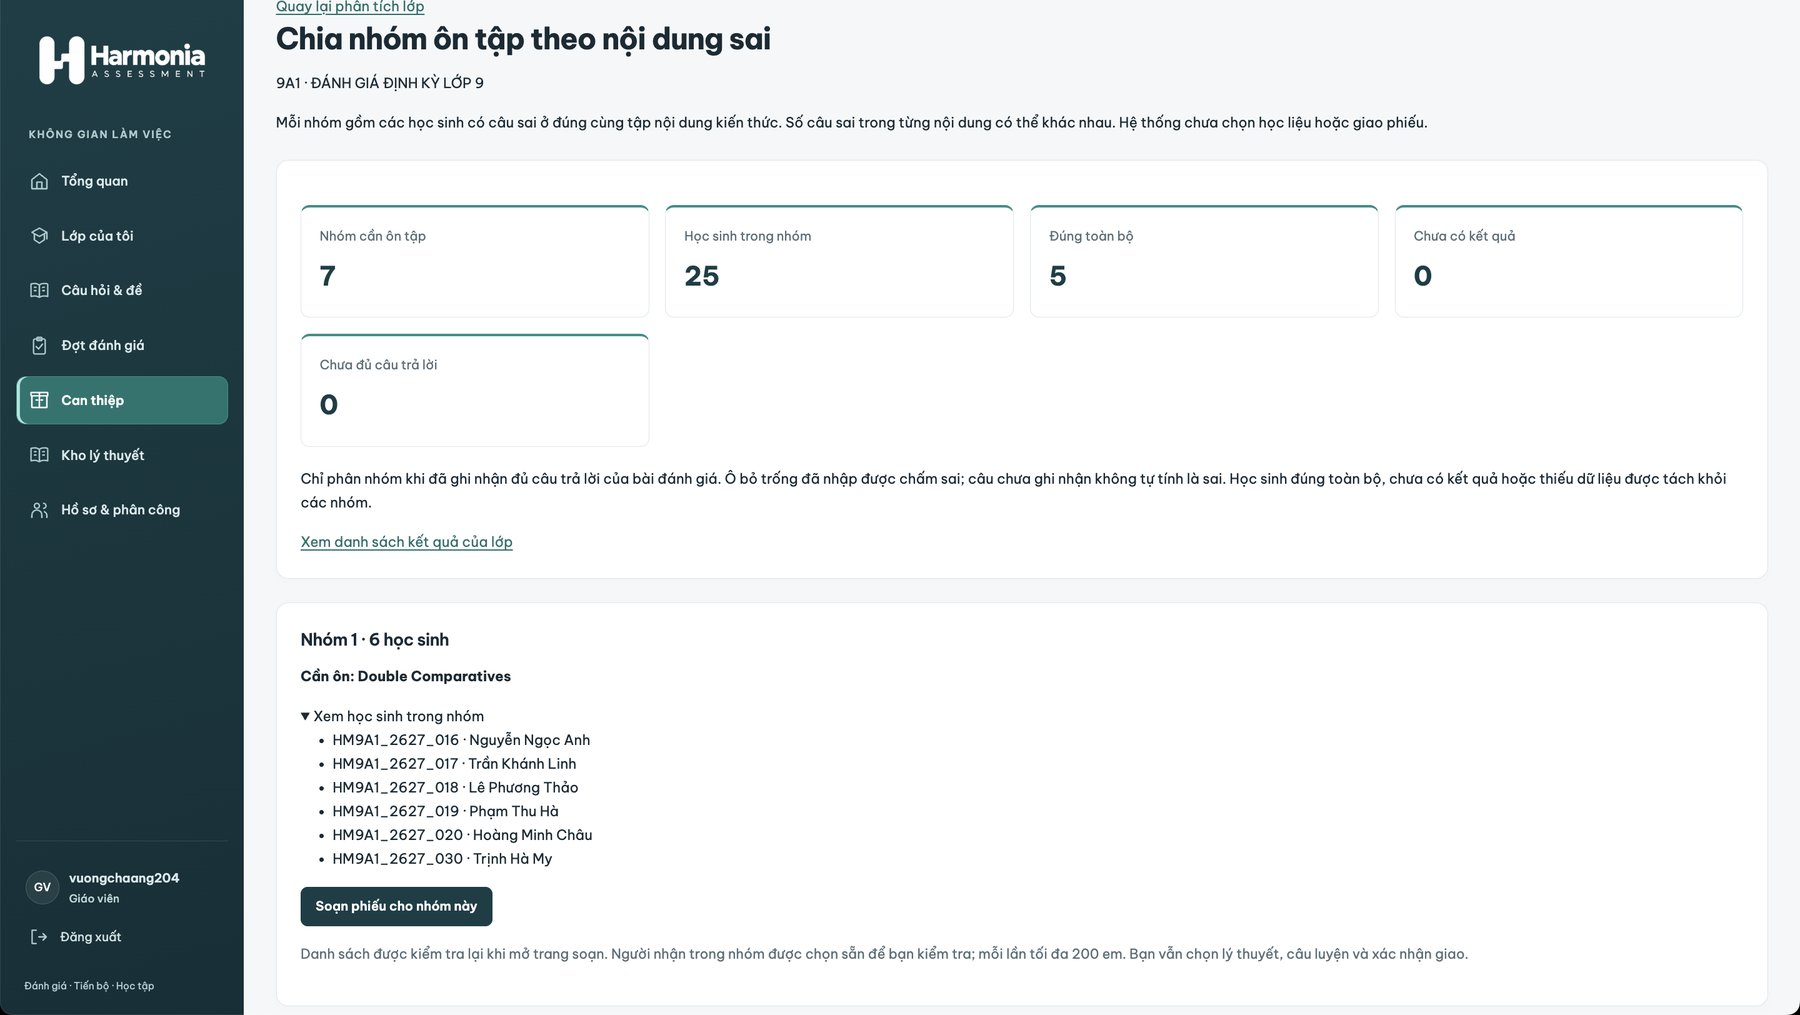 Harmonia
ASSESSMENT
KHÔNG GIAN LÀM VIỆC
Tổng quan
Lớp của tôi
Câu hỏi & đề
Đợt đánh giá
Can thiệp
Kho lý thuyết
Hồ sơ & phân công
GV
vuongchaang204
Giáo viên
Đăng xuất
Đánh giá · Tiến bộ · Học tập
Quay lại phân tích lớp
Chia nhóm ôn tập theo nội dung sai
9A1 · ĐÁNH GIÁ ĐỊNH KỲ LỚP 9
Mỗi nhóm gồm các học sinh có câu sai ở đúng cùng tập nội dung kiến thức. Số câu sai trong từng nội dung có thể khác nhau. Hệ thống chưa chọn học liệu hoặc giao phiếu.
Nhóm cần ôn tập
7
Học sinh trong nhóm
25
Đúng toàn bộ
5
Chưa có kết quả
0
Chưa đủ câu trả lời
0
Chỉ phân nhóm khi đã ghi nhận đủ câu trả lời của bài đánh giá. Ô bỏ trống đã nhập được chấm sai; câu chưa ghi nhận không tự tính là sai. Học sinh đúng toàn bộ, chưa có kết quả hoặc thiếu dữ liệu được tách khỏi
các nhóm.
Xem danh sách kết quả của lớp
Nhóm 1 · 6 học sinh
Cần ôn: Double Comparatives
▼ Xem học sinh trong nhóm
• HM9A1_2627_016 · Nguyễn Ngọc Anh
• HM9A1_2627_017 · Trần Khánh Linh
• HM9A1_2627_018 · Lê Phương Thảo
• HM9A1_2627_019 · Phạm Thu Hà
• HM9A1_2627_020 · Hoàng Minh Châu
• HM9A1_2627_030 · Trịnh Hà My
Soạn phiếu cho nhóm này
Danh sách được kiểm tra lại khi mở trang soạn. Người nhận trong nhóm được chọn sẵn để bạn kiểm tra; mỗi lần tối đa 200 em. Bạn vẫn chọn lý thuyết, câu luyện và xác nhận giao.